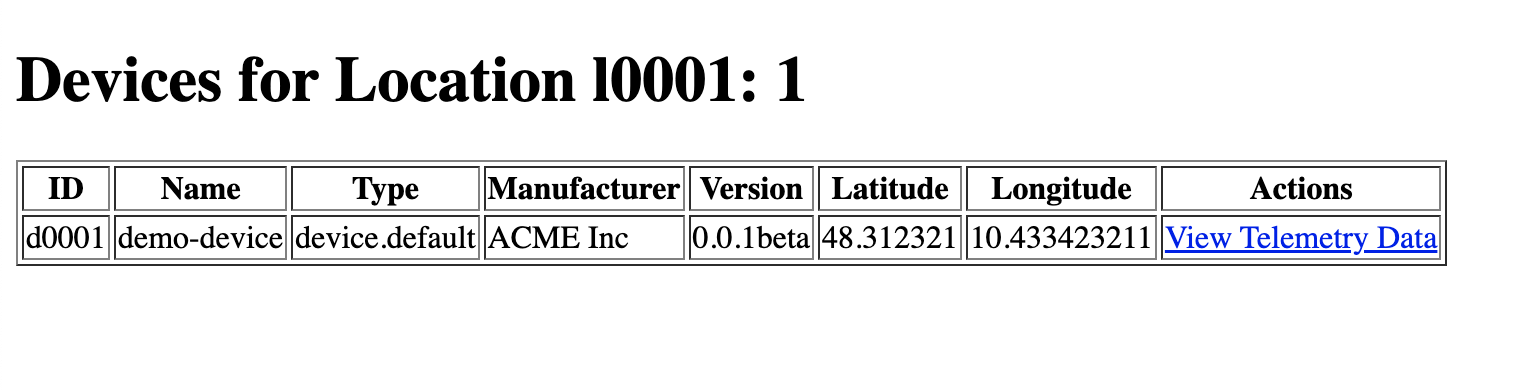 Devices for Location l0001: 1
ID Name Type Manufacturer Version Latitude Longitude Actions
d0001 demo-device device.default ACME Inc 0.0.1beta 48.312321 10.433423211 View Telemetry Data